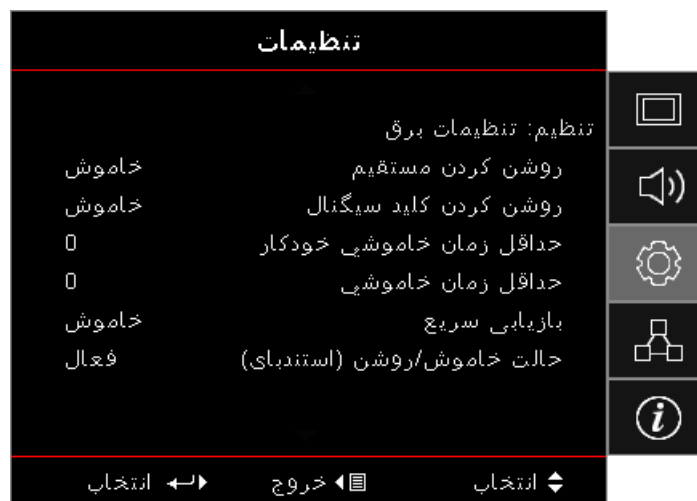 تنظیمات
تنظیم: تنظیمات برق
روشن کردن مستقیم خاموش
روشن کردن کلید سیگنال خاموش
حداقل زمان خاموشی خودکار 0
حداقل زمان خاموشی 0
بازیابی سریع خاموش
حالت خاموش/روشن (استندبای) فعال
انتخاب خروج انتخاب